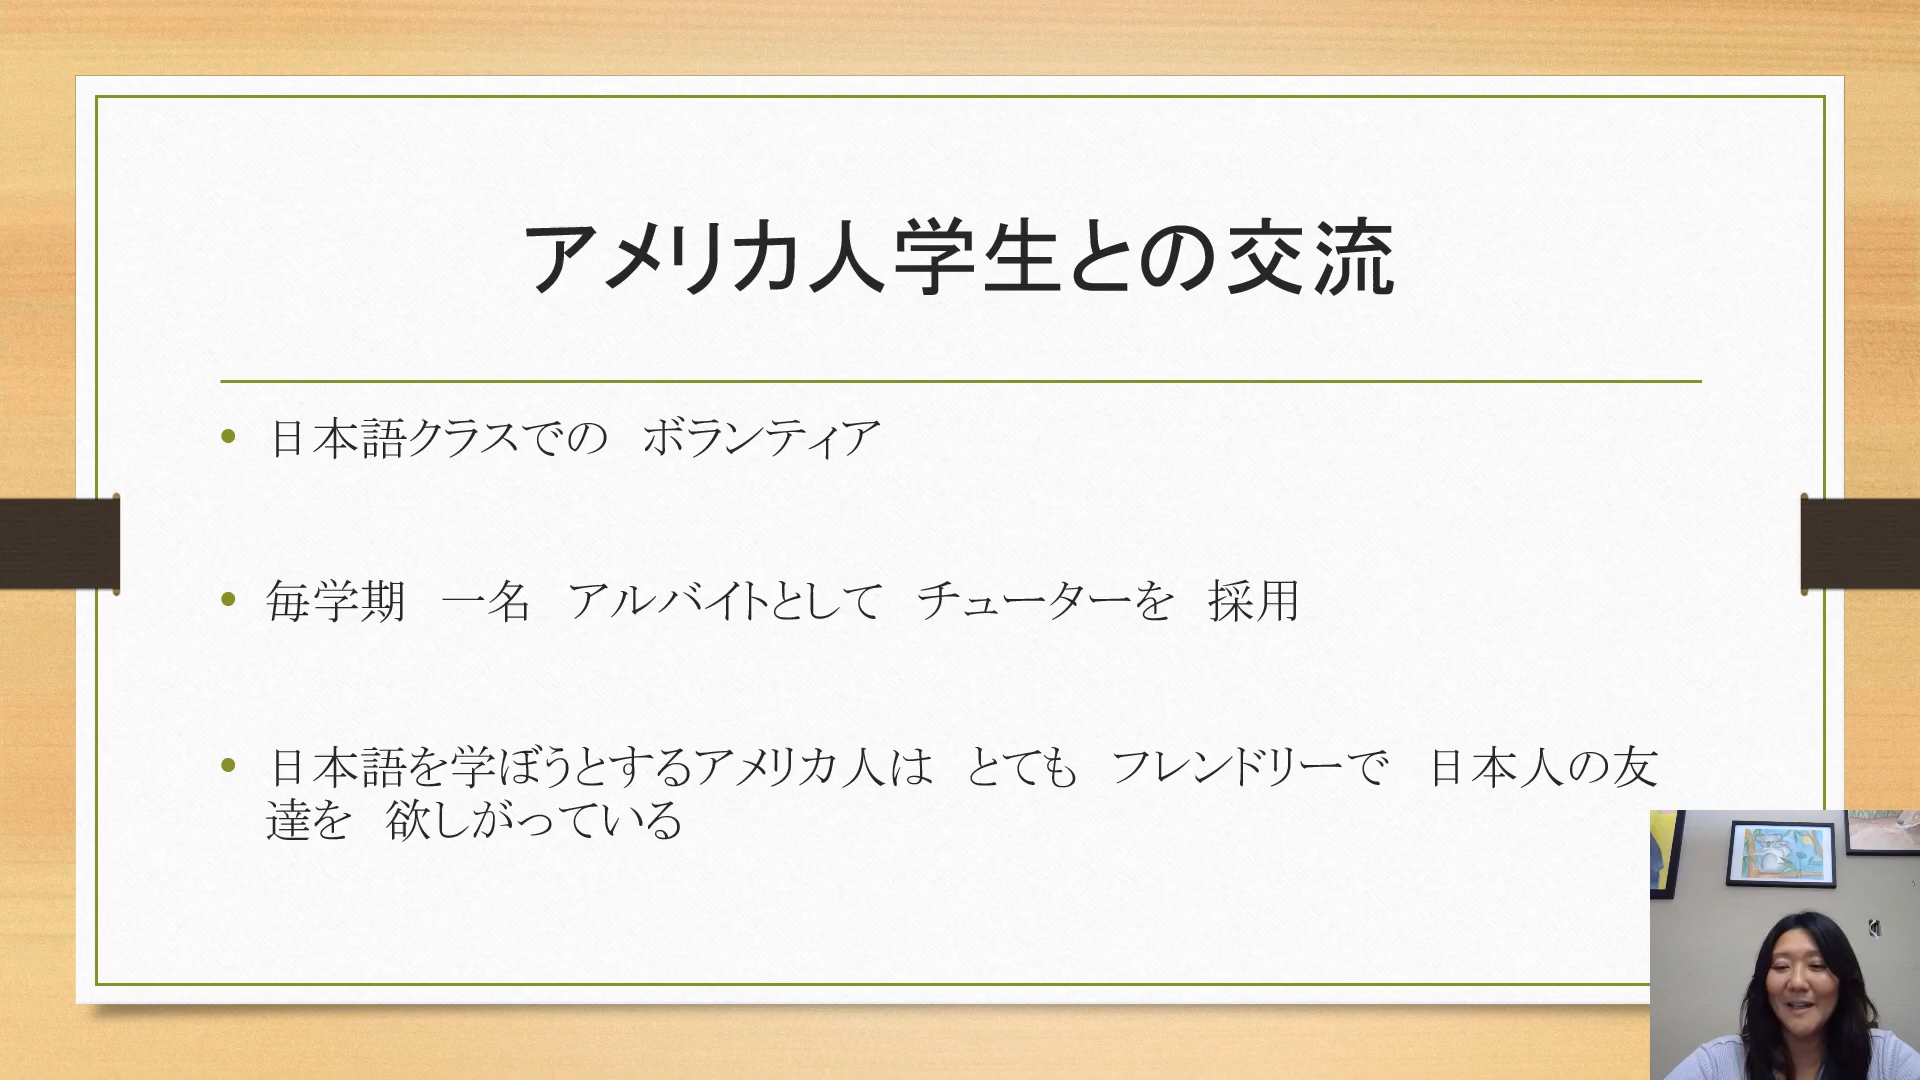 アメリカ人学生との交流
• 日本語クラスでの　ボランティア
• 毎学期　一名　アルバイトとして　チューターを　採用
• 日本語を学ぼうとするアメリカ人は　とても　フレンドリーで　日本人の友
達を　欲しがっている